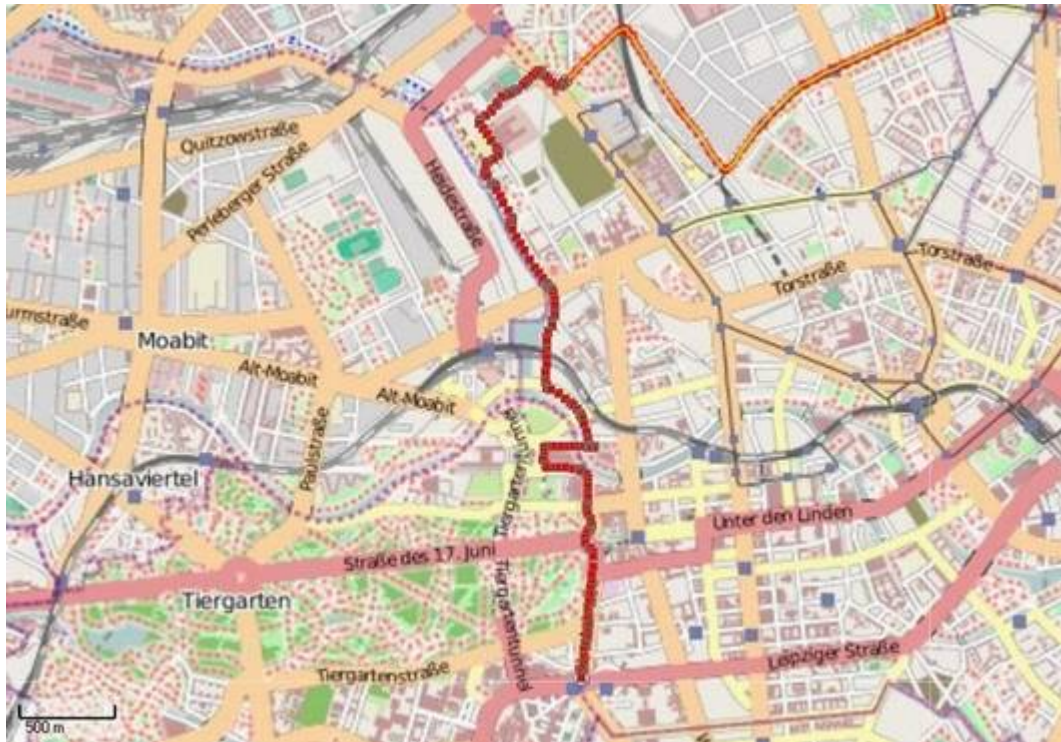 Quitzowstraße
Perleberger Straße
Heidestraße
Torstraße
Torstraße
urmstraße
Moabit
Alt-Moabit
Alt-Moabit
Paulstraße
Hansaviertel
Tiergartentunnel
Unter den Linden
Straße des 17. Juni
Tiergarten
Tiergartentunnel
Leipziger Straße
Tiergartenstraße
500 m